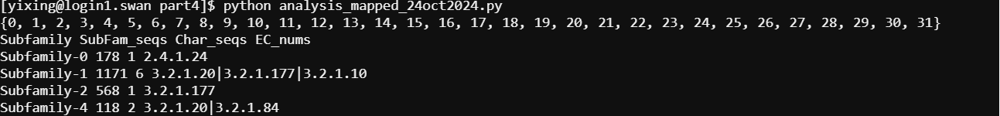 [yixing@login1.swan part4]$ python analysis_mapped_24oct2024.py
{0, 1, 2, 3, 4, 5, 6, 7, 8, 9, 10, 11, 12, 13, 14, 15, 16, 17, 18, 19, 20, 21, 22, 23, 24, 25, 26, 27, 28, 29, 30, 31}
Subfamily SubFam_seqs Char_seqs EC_nums
Subfamily-0 178 1 2.4.1.24
Subfamily-1 1171 6 3.2.1.20|3.2.1.177|3.2.1.10
Subfamily-2 568 1 3.2.1.177
Subfamily-4 118 2 3.2.1.20|3.2.1.84